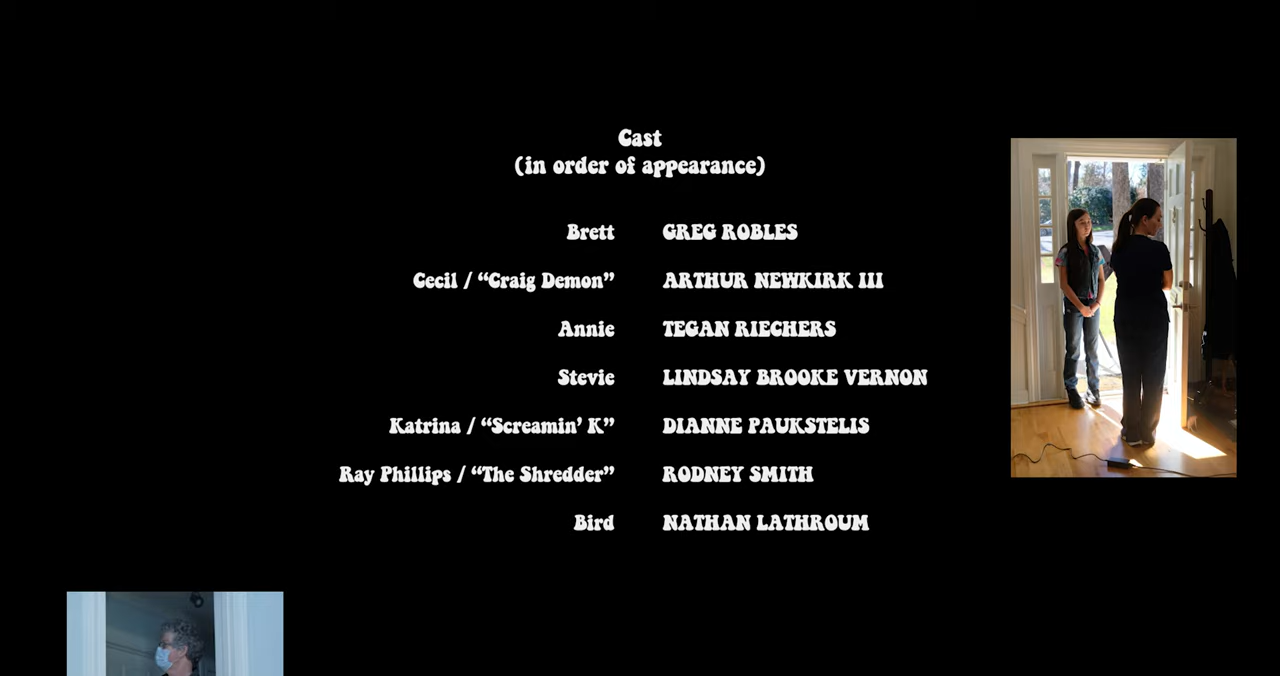 Cast
(in order of appearance)
Brett GREG ROBLES
Cecil / “Craig Demon” ARTHUR NEWKIRK III
Annie TEGAN RIECHERS
Stevie LINDSAY BROOKE VERNON
Katrina / “Screamin’ K” DIANNE PAUKSTELIS
Ray Phillips / “The Shredder” RODNEY SMITH
Bird NATHAN LATHROUM